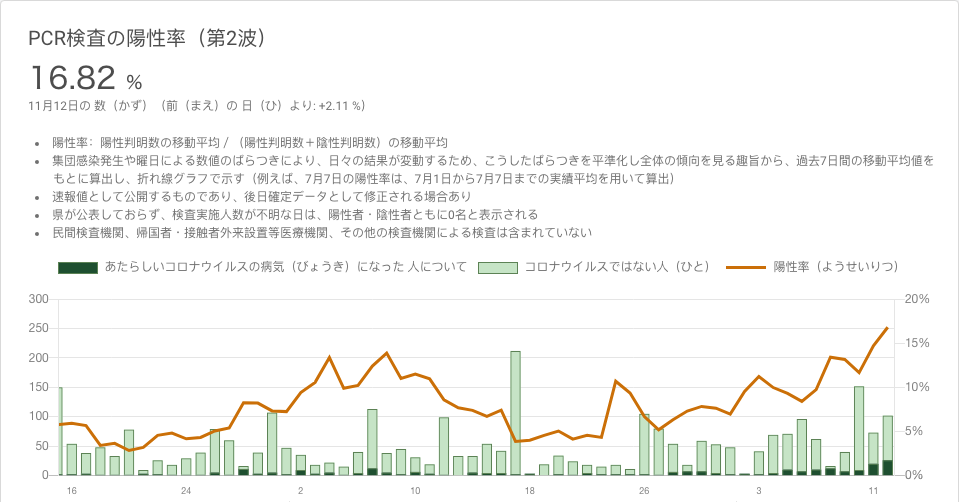 PCR検査の陽性率（第2波）
16.82 %
11月12日の 数（かず）（前（まえ）の 日（ひ）より: +2.11 %）
• 陽性率：陽性判明数の移動平均 / （陽性判明数＋陰性判明数）の移動平均
• 集団感染発生や曜日による数値のばらつきにより、日々の結果が変動するため、こうしたばらつきを平準化し全体の傾向を見る趣旨から、過去7日間の移動平均値を
もとに算出し、折れ線グラフで示す（例えば、7月7日の陽性率は、7月1日から7月7日までの実績平均を用いて算出）
• 速報値として公開するものであり、後日確定データとして修正される場合あり
• 県が公表しておらず、検査実施人数が不明な日は、陽性者・陰性者ともに0名と表示される
• 民間検査機関、帰国者・接触者外来設置等医療機関、その他の検査機関による検査は含まれていない
あたらしいコロナウイルスの病気（びょうき）になった 人について コロナウイルスではない人（ひと） 陽性率（ようせいりつ）
300 20%
250 15%
200
150 10%
100
50 5%
0 0%
16 24 2 10 18 26 3 11